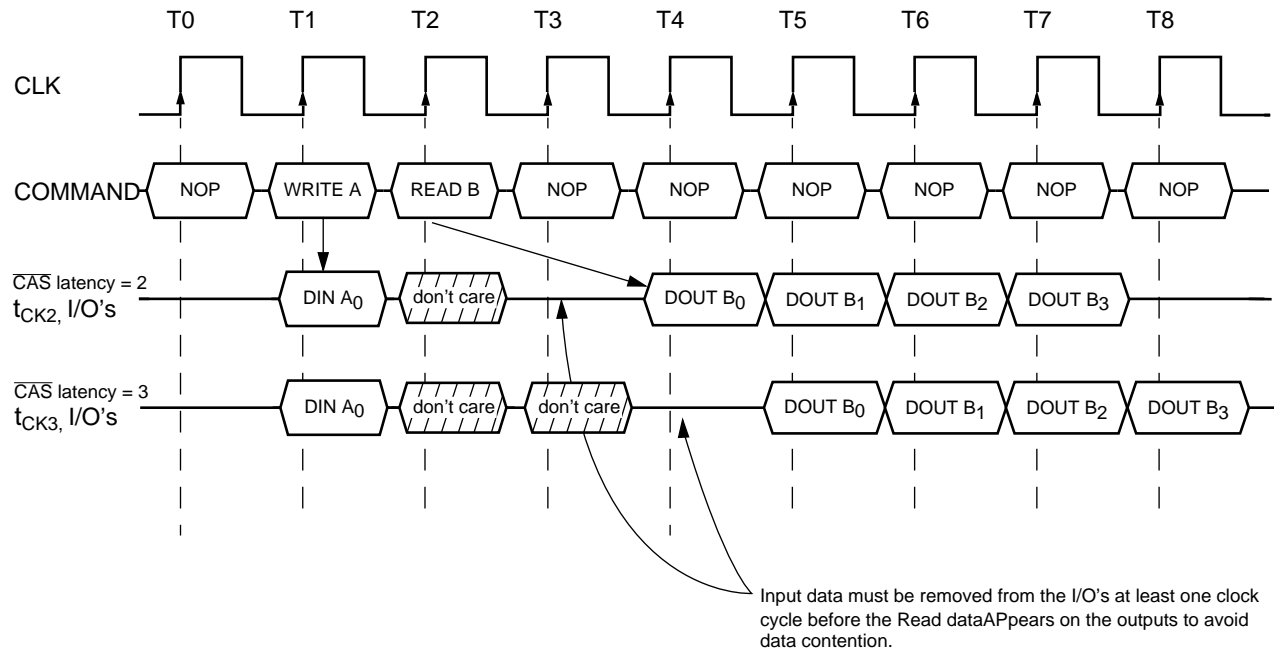 T0 T1 T2 T3 T4 T5 T6 T7 T8
CLK
COMMAND NOP WRITE A READ B NOP NOP NOP NOP NOP NOP
CAS latency = 2
tCK2, I/O's DIN A0 don't care DOUT B0 DOUT B1 DOUT B2 DOUT B3
CAS latency = 3
tCK3, I/O's DIN A0 don't care don't care DOUT B0 DOUT B1 DOUT B2 DOUT B3
Input data must be removed from the I/O's at least one clock
cycle before the Read dataAPpears on the outputs to avoid
data contention.